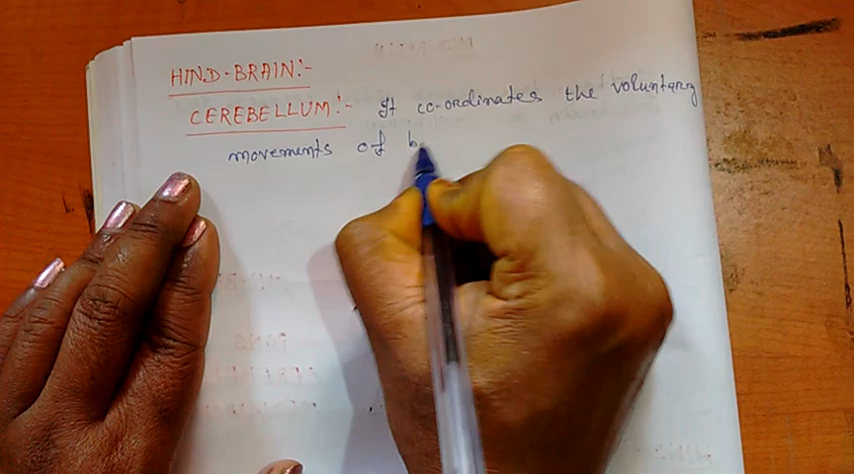 HIND-BRAIN:-
CEREBELLUM:- It co-ordinates the voluntary
movements of b